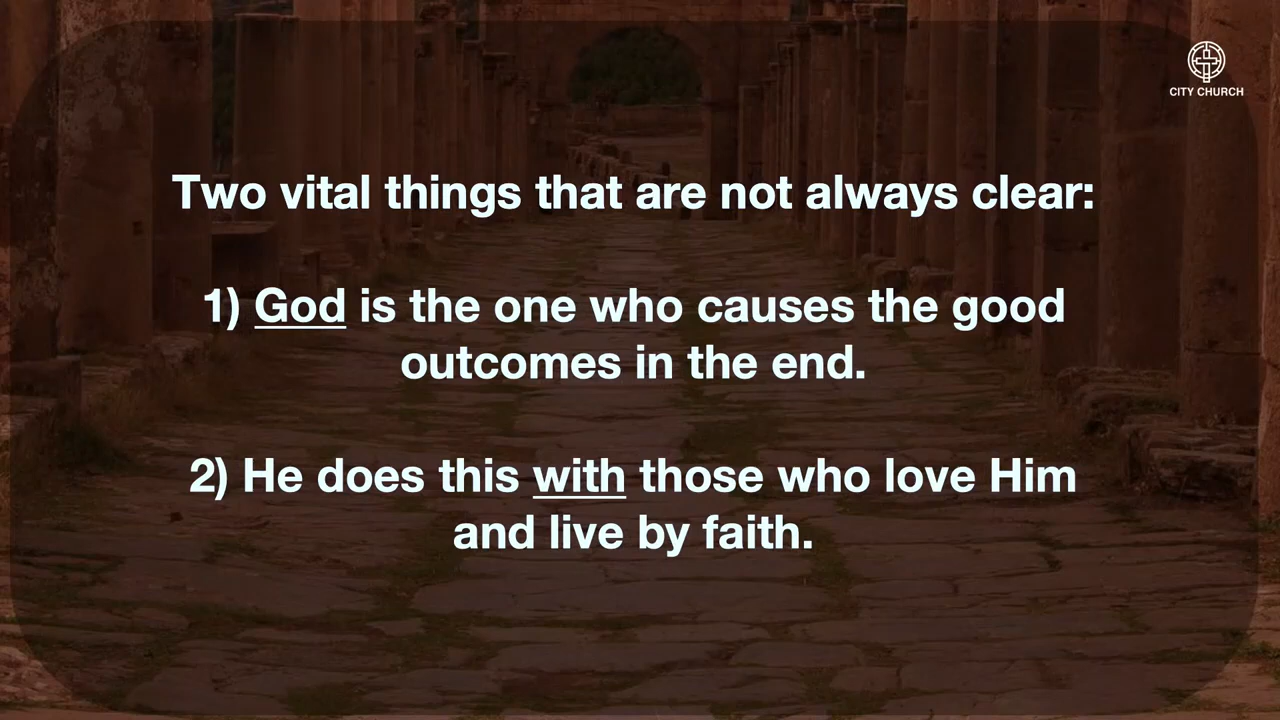 CITY CHURCH
Two vital things that are not always clear:
1) God is the one who causes the good
outcomes in the end.
2) He does this with those who love Him
and live by faith.